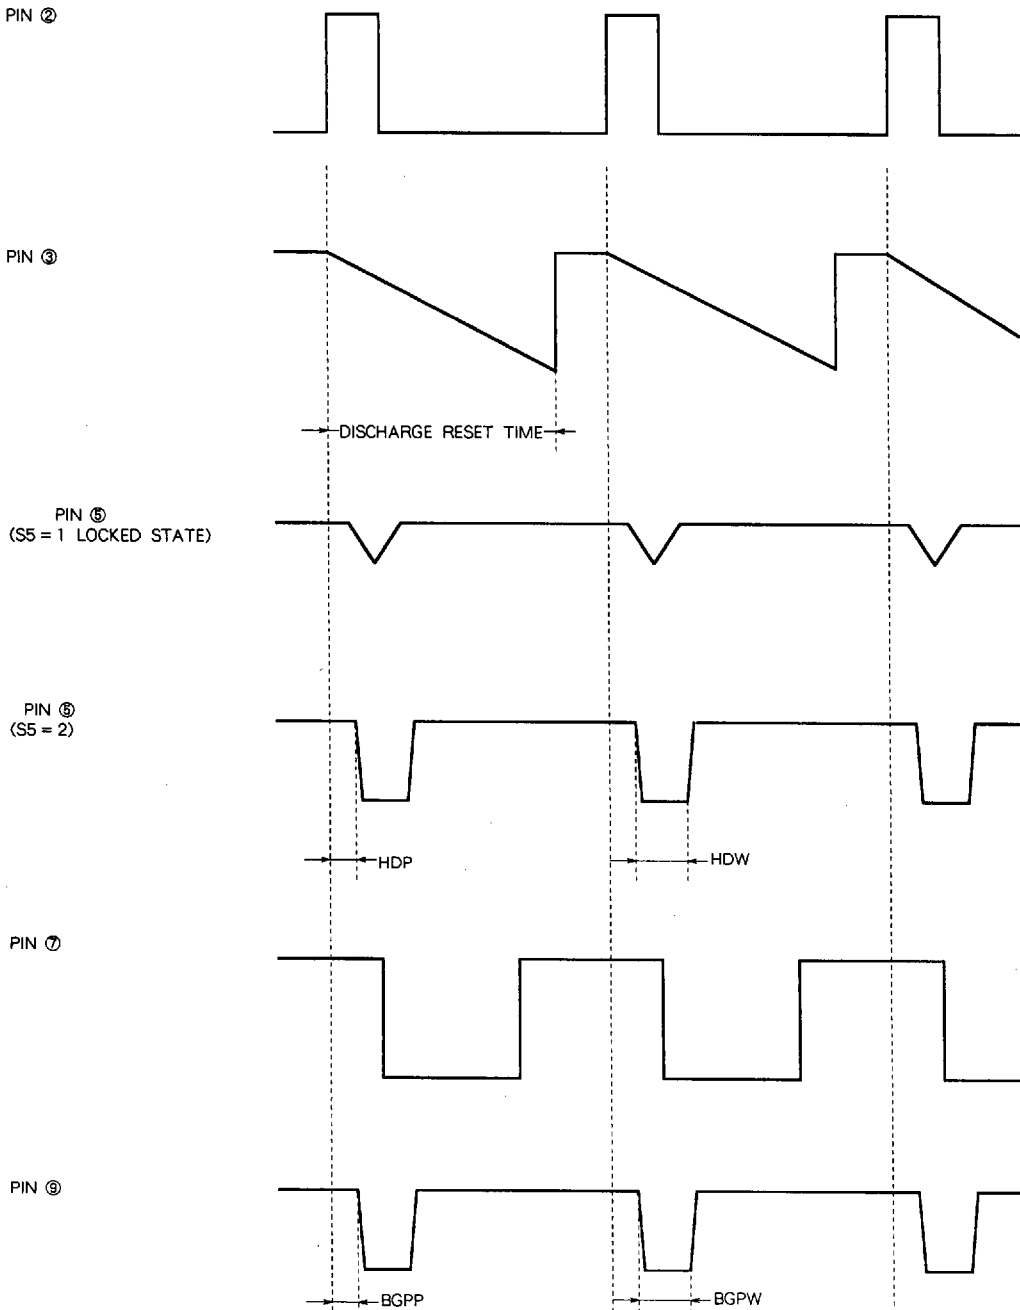 PIN ②
PIN ③
DISCHARGE RESET TIME
PIN ⑤
(S5 = 1 LOCKED STATE)
PIN ⑤
(S5 = 2)
HDP
HDW
PIN ⑦
PIN ⑨
BGPP
BGPW